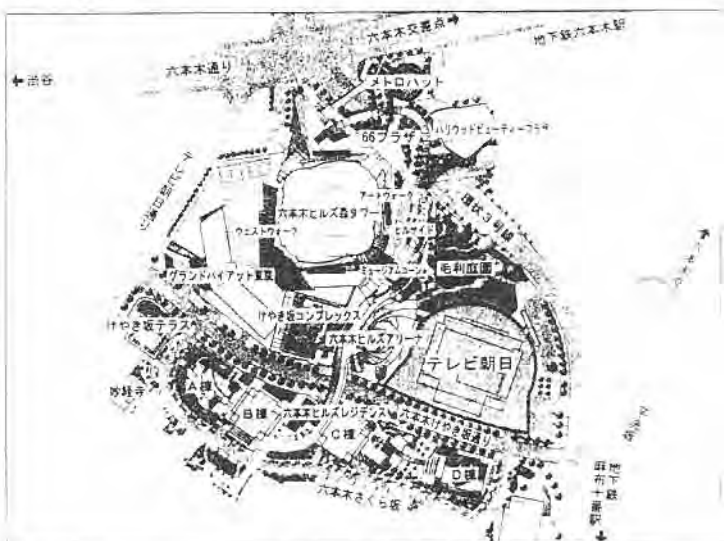 六本木交差点→
地下鉄六本木駅
六本木通り
←渋谷
メトロハット
66プラザ
ハリウッドビューティープラザ
アートウォーク
環状3号線
六本木ヒルズ森タワー
ウェストウォーク
ヒルサイド
グランドハイアット東京
ミュージアムコーン
毛利庭園
けやき坂コンプレックス
けやき坂テラス
六本木ヒルズアリーナ
テレビ朝日
妙経寺
A棟
B棟
六本木ヒルズレジデンス
C棟
六本木けやき坂通り
D棟
六本木さくら坂
地下鉄
麻布十番駅